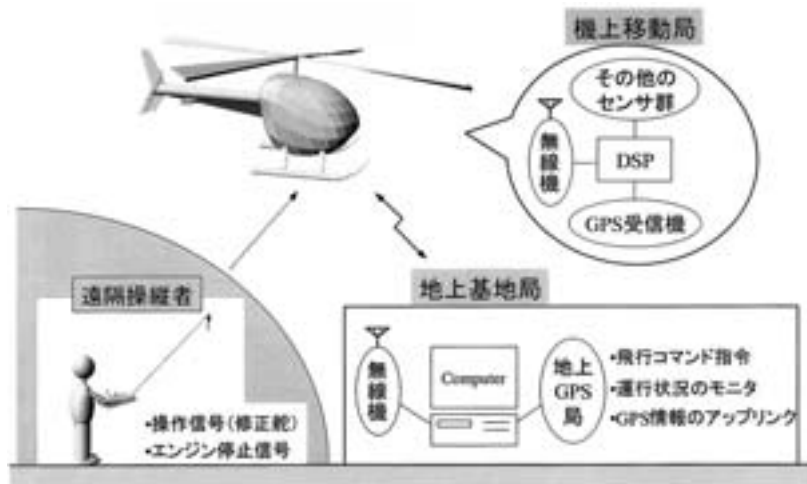 機上移動局
その他の
センサ群
無線機
DSP
GPS受信機
遠隔操縦者
・操作信号(修正舵)
・エンジン停止信号
地上基地局
無線機
Computer
地上
GPS
局
・飛行コマンド指令
・運行状況のモニタ
・GPS情報のアップリンク